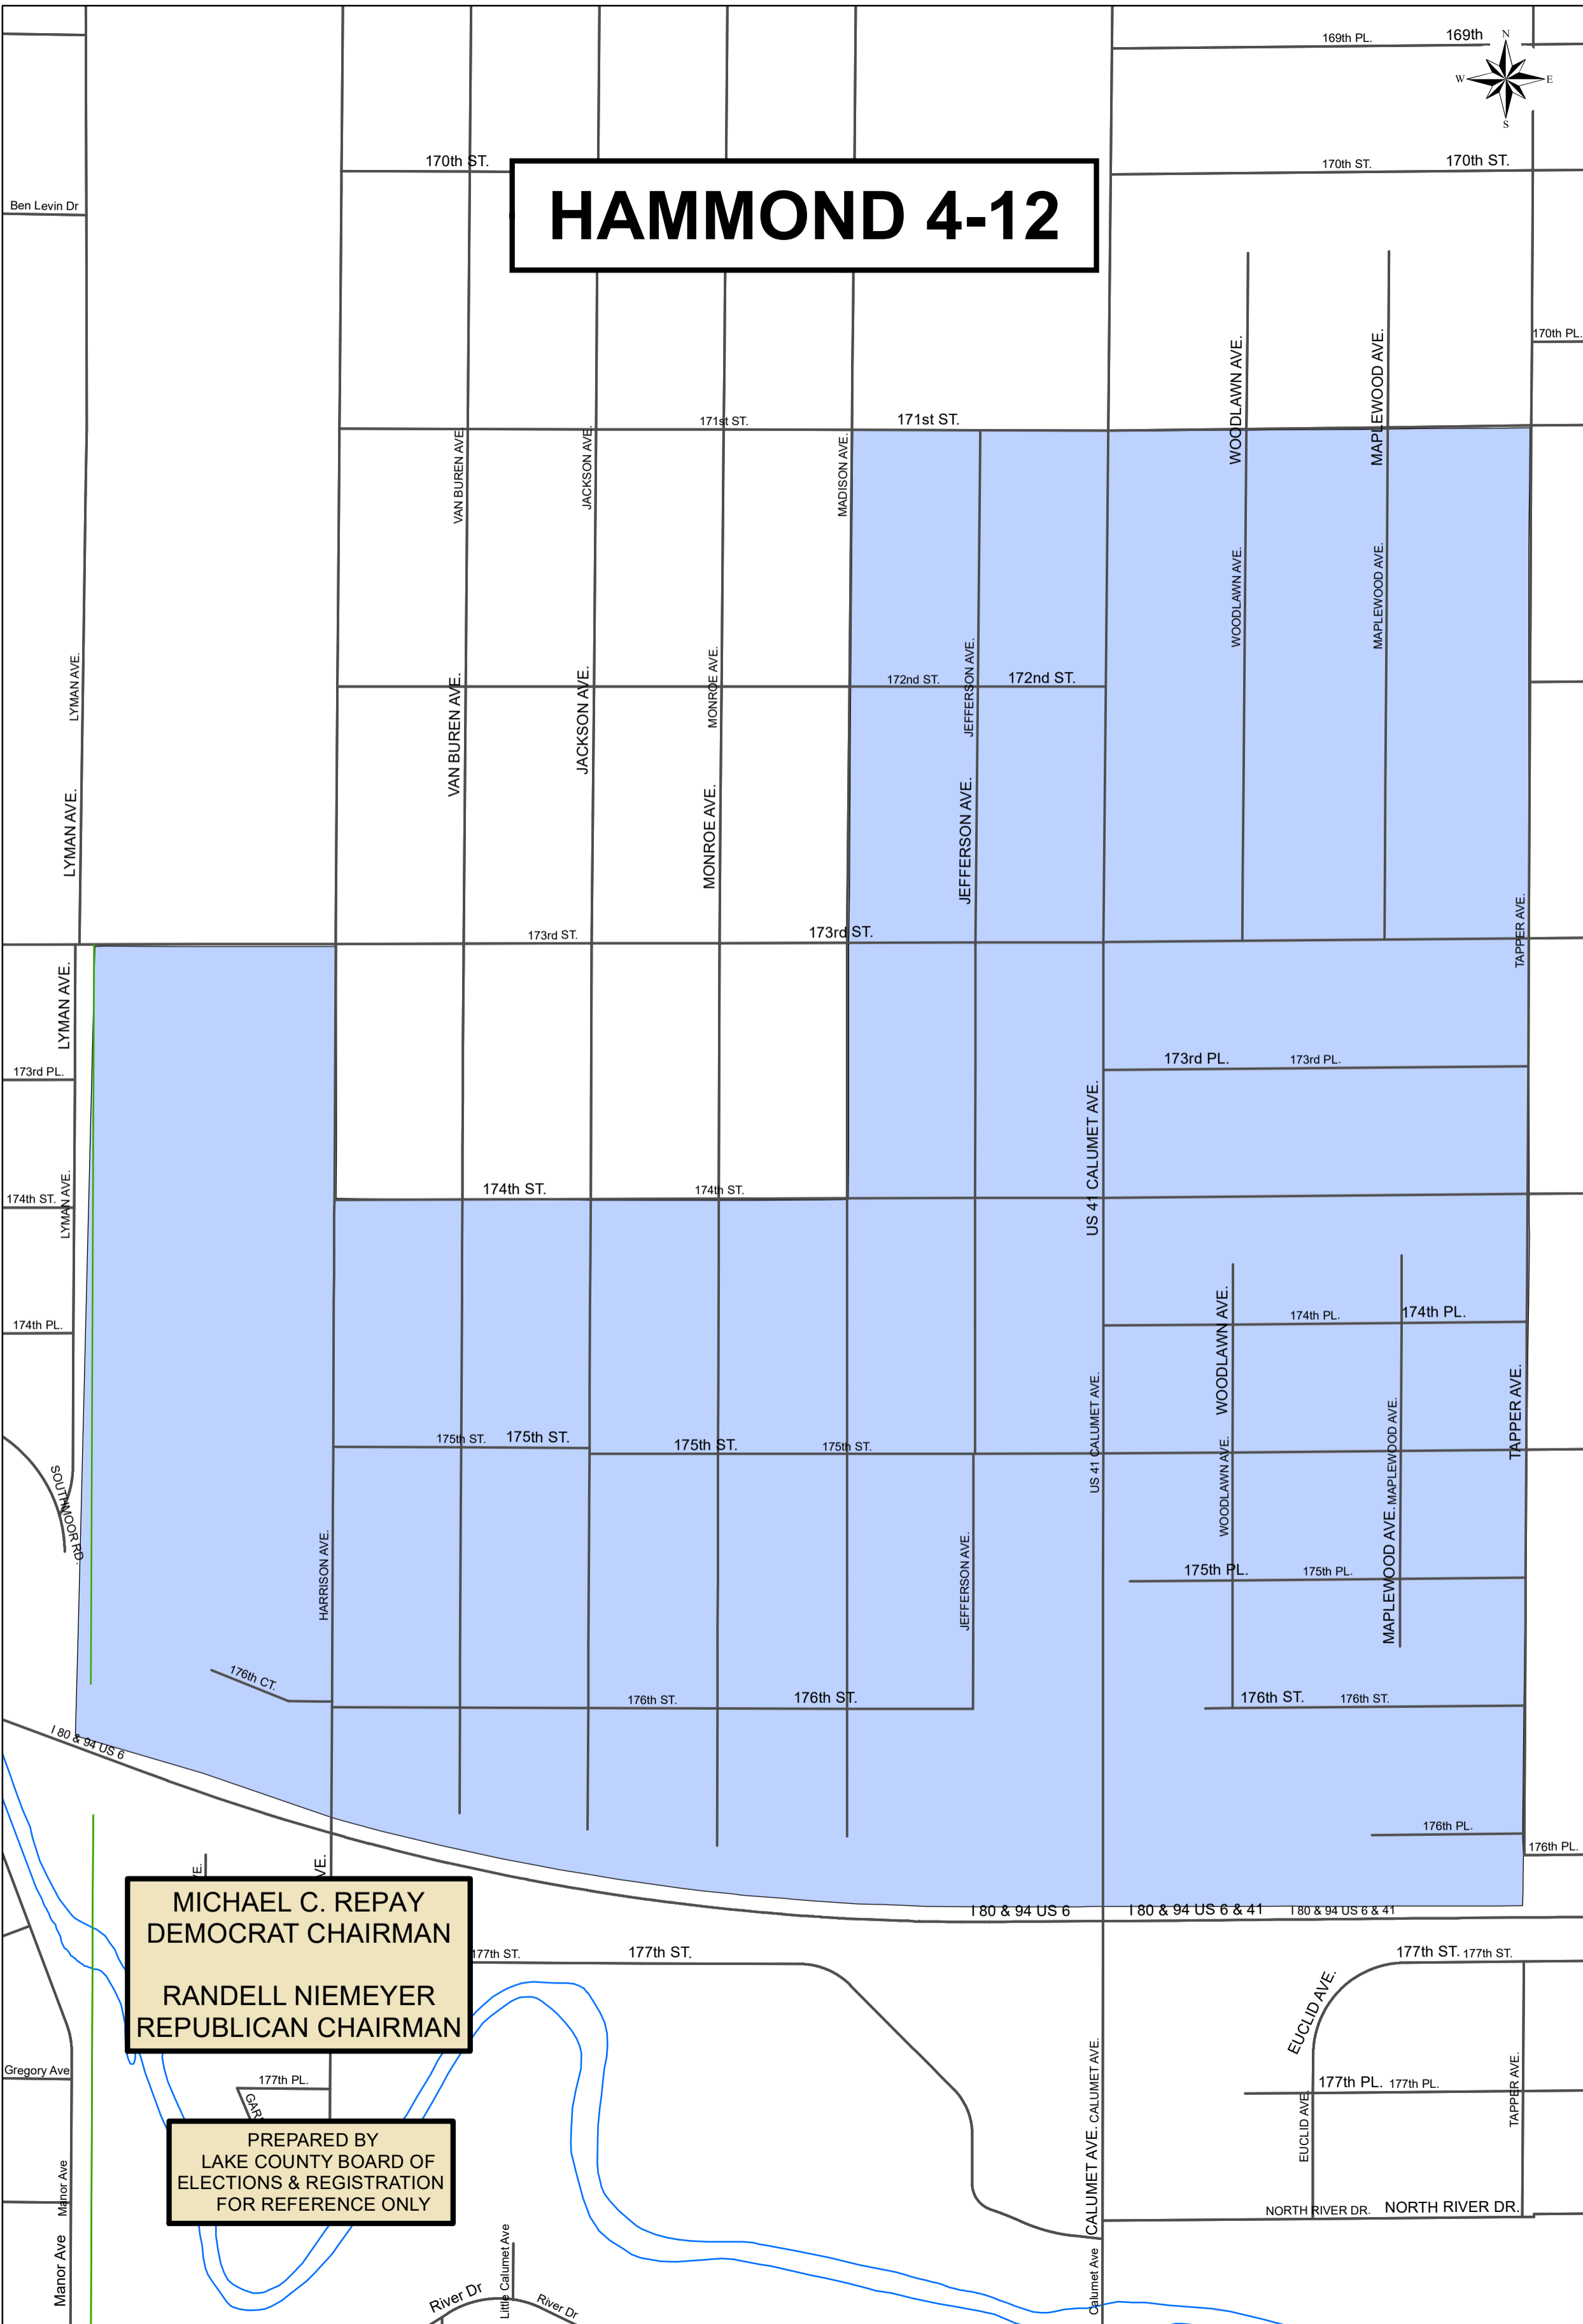 169th PL.
169th
N
W
E
S
170th ST.
170th ST.
170th ST.
Ben Levin Dr
HAMMOND 4-12
170th PL.
WOODLAWN AVE.
MAPLEWOOD AVE.
171st ST.
171st ST.
VAN BUREN AVE.
JACKSON AVE.
MADISON AVE.
WOODLAWN AVE.
MAPLEWOOD AVE.
LYMAN AVE.
MONROE AVE.
JEFFERSON AVE.
172nd ST.
172nd ST.
VAN BUREN AVE.
JACKSON AVE.
LYMAN AVE.
MONROE AVE.
JEFFERSON AVE.
173rd ST.
173rd ST.
TAPPER AVE.
LYMAN AVE.
173rd PL.
173rd PL.
173rd PL.
US 41 CALUMET AVE.
174th ST.
LYMAN AVE.
174th ST.
174th ST.
174th PL.
WOODLAWN AVE.
174th PL.
174th PL.
US 41 CALUMET AVE.
MAPLEWOOD AVE.
TAPPER AVE.
175th ST.
175th ST.
175th ST.
175th ST.
WOODLAWN AVE.
SOUTHMOOR RD.
HARRISON AVE.
JEFFERSON AVE.
175th PL.
175th PL.
MAPLEWOOD AVE.
176th CT.
176th ST.
176th ST.
176th ST.
176th ST.
I 80 & 94 US 6
176th PL.
176th PL.
VE.
VE.
MICHAEL C. REPAY
DEMOCRAT CHAIRMAN
RANDELL NIEMEYER
REPUBLICAN CHAIRMAN
I 80 & 94 US 6
I 80 & 94 US 6 & 41
I 80 & 94 US 6 & 41
177th ST.
177th ST.
177th ST.
177th ST.
EUCLID AVE.
Gregory Ave
177th PL.
GAR
CALUMET AVE.
177th PL.
177th PL.
EUCLID AVE.
TAPPER AVE.
PREPARED BY
LAKE COUNTY BOARD OF
ELECTIONS & REGISTRATION
FOR REFERENCE ONLY
Manor Ave
CALUMET AVE.
NORTH RIVER DR.
NORTH RIVER DR.
Manor Ave
River Dr
Little Calumet Ave
River Dr
Calumet Ave